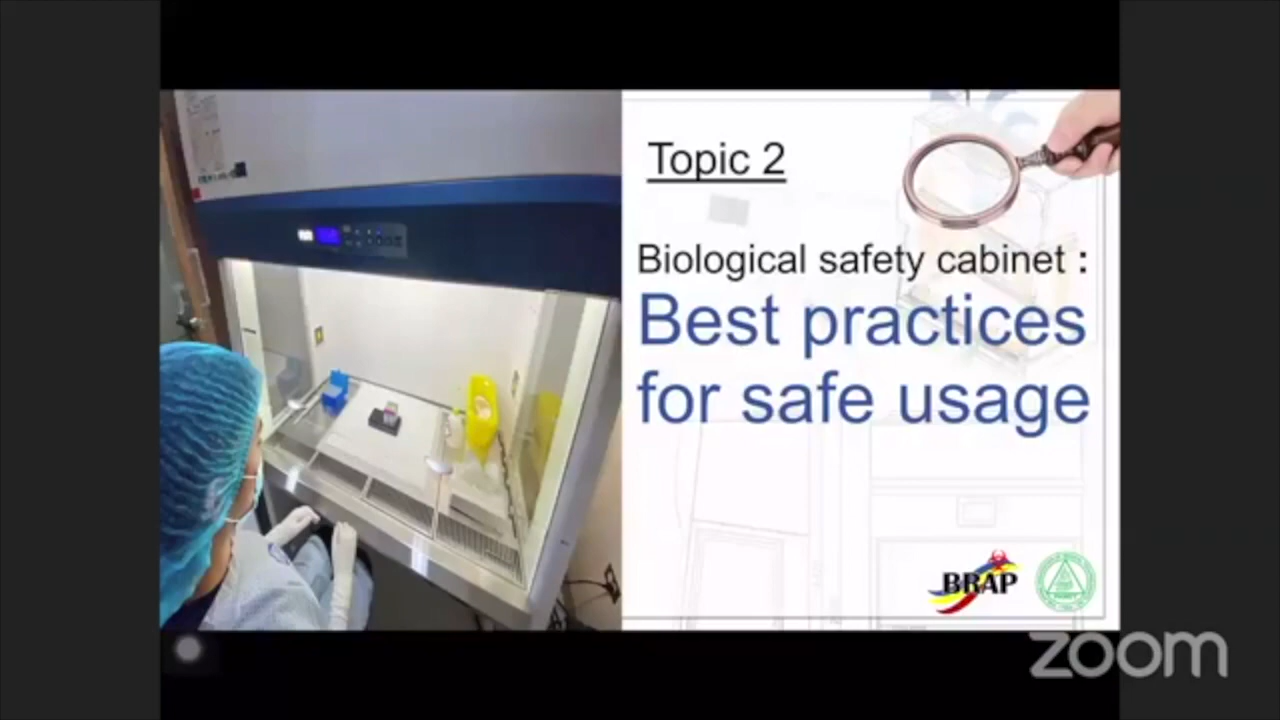 Topic 2
Biological safety cabinet :
Best practices
for safe usage
BRAP
zoom